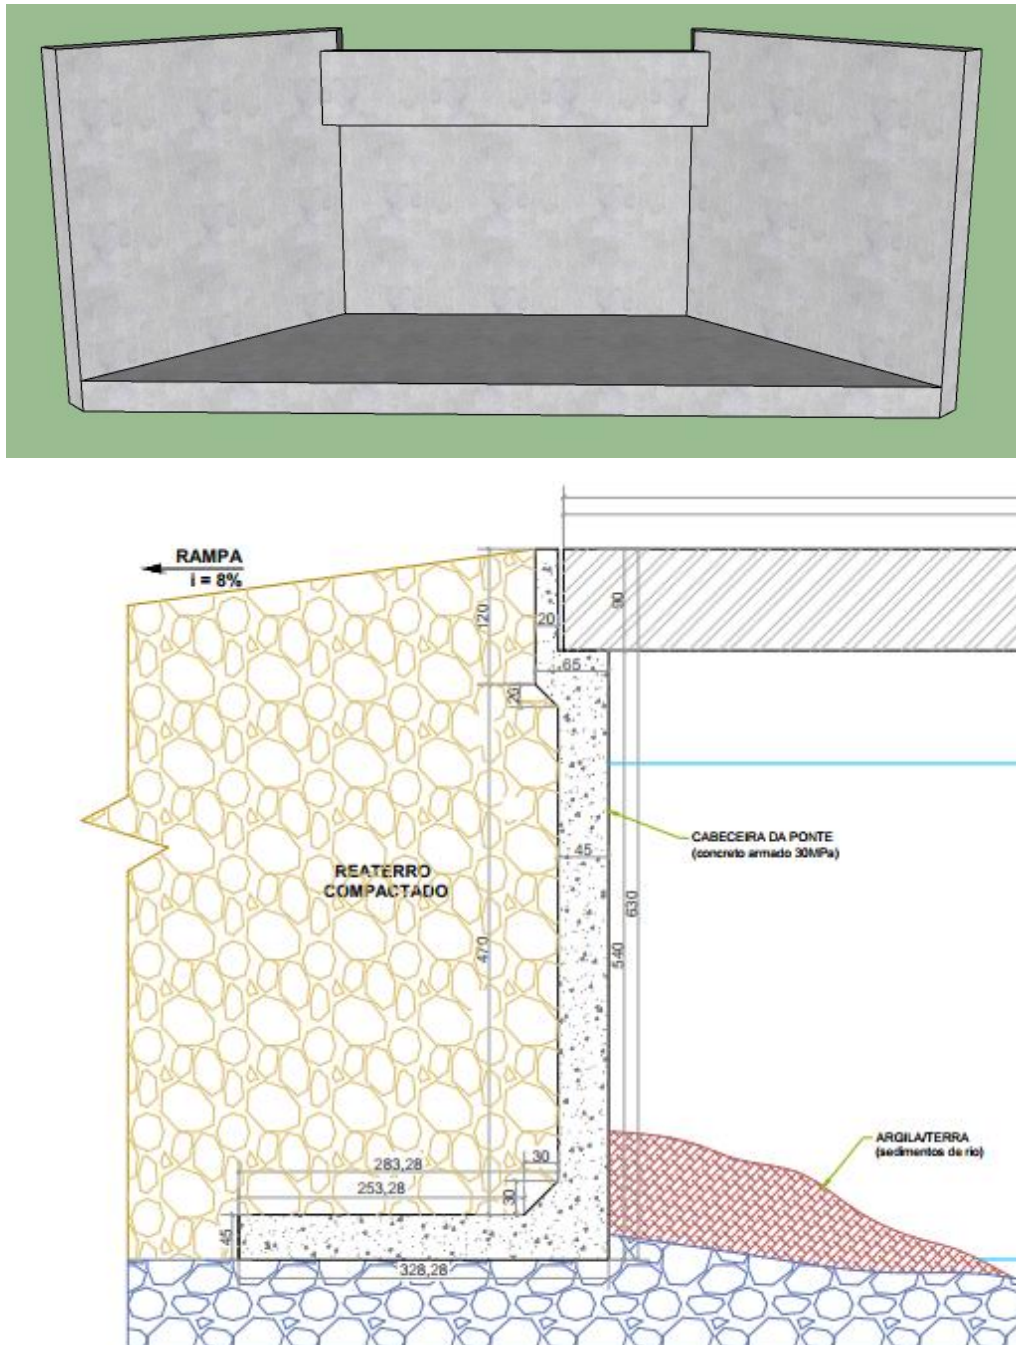 RAMPA
i = 8%
120
20
90
65
20
CABECEIRA DA PONTE
(concreto armado 30MPa)
45
REATERRO
COMPACTADO
630
470
540
ARGILA/TERRA
(sedimentos de rio)
30
283,28
253,28
30
45
328,28